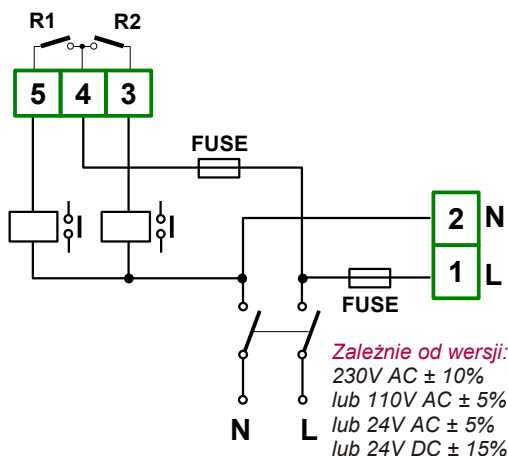 R1 R2
5 4 3
FUSE
2 N
1 L
FUSE
Zależnie od wersji:
230V AC ± 10%
lub 110V AC ± 5%
lub 24V AC ± 5%
lub 24V DC ± 15%
N L